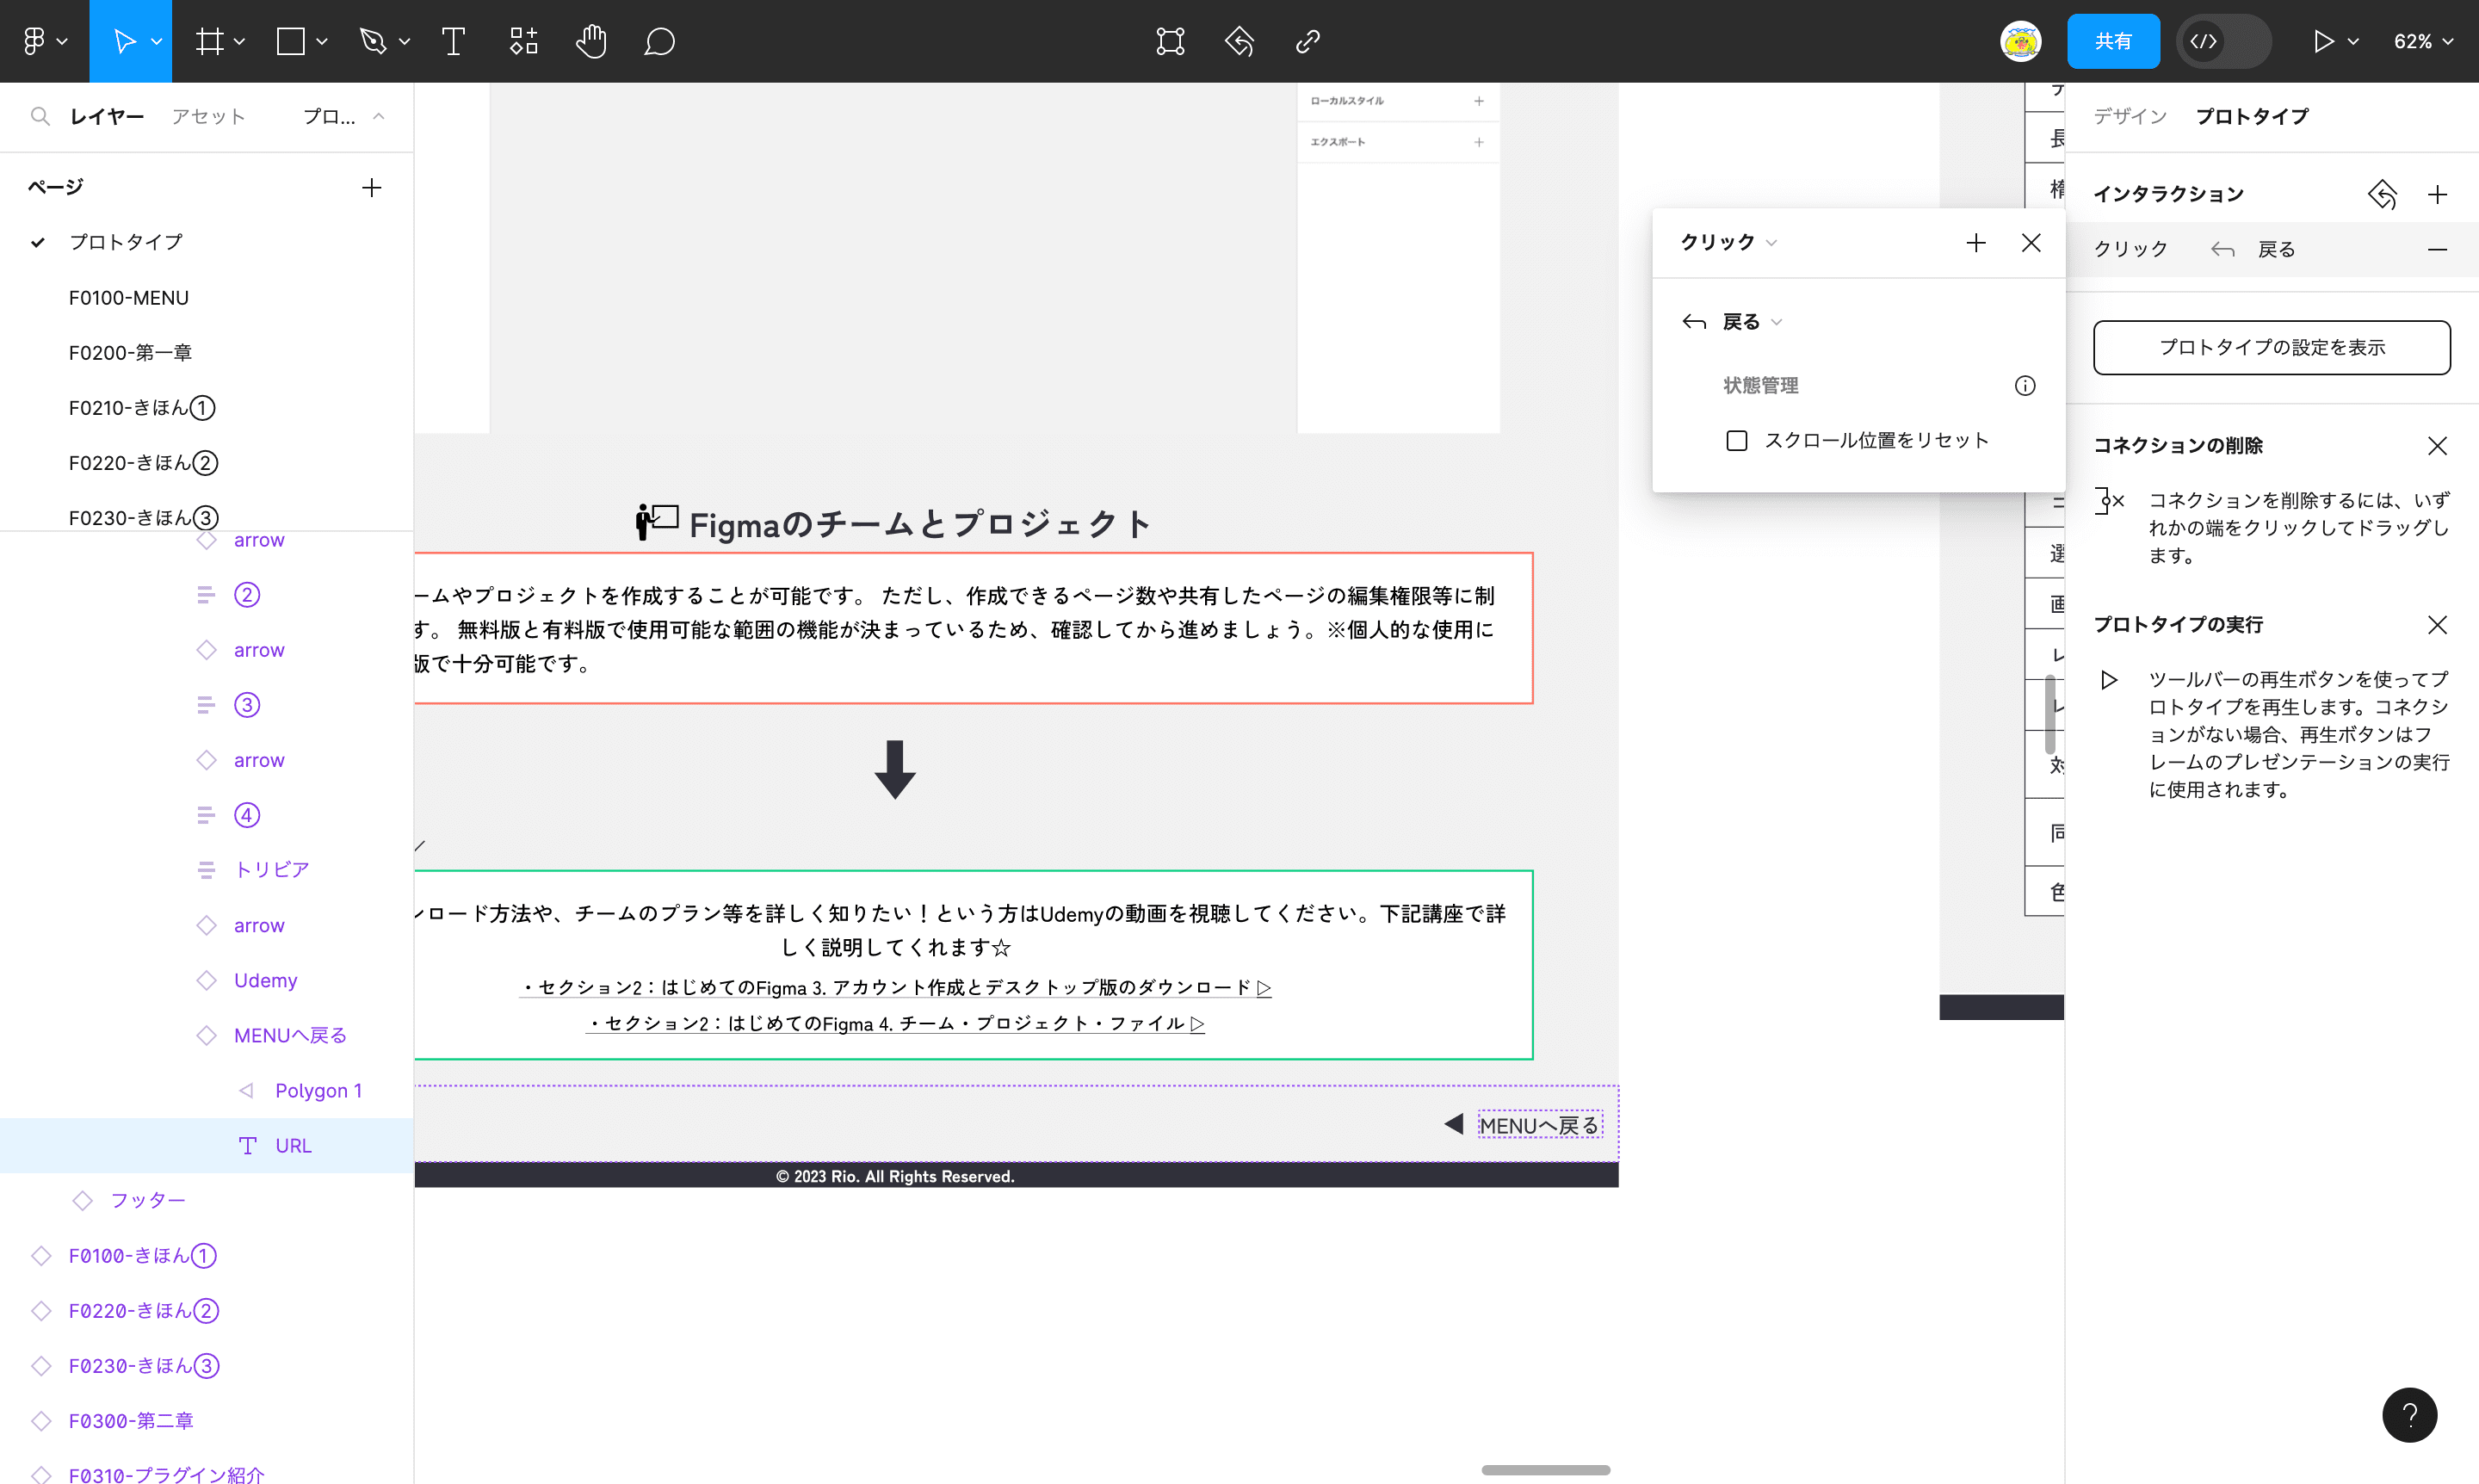 共有
62%
レイヤー
アセット
プロ...
ページ
プロトタイプ
F0100-MENU
F0200-第一章
F0210-きほん①
F0220-きほん②
F0230-きほん③
arrow
②
arrow
③
arrow
④
トリビア
arrow
Udemy
MENUへ戻る
Polygon 1
URL
フッター
F0100-きほん①
F0220-きほん②
F0230-きほん③
F0300-第二章
F0310-プラグイン紹介
ローカルスタイル
エクスポート
Figmaのチームとプロジェクト
ームやプロジェクトを作成することが可能です。 ただし、作成できるページ数や共有したページの編集権限等に制
す。 無料版と有料版で使用可能な範囲の機能が決まっているため、確認してから進めましょう。※個人的な使用に
版で十分可能です。
ンロード方法や、チームのプラン等を詳しく知りたい！という方はUdemyの動画を視聴してください。下記講座で詳
しく説明してくれます☆
・セクション2：はじめてのFigma 3. アカウント作成とデスクトップ版のダウンロード ▷
・セクション2：はじめてのFigma 4. チーム・プロジェクト・ファイル ▷
MENUへ戻る
© 2023 Rio. All Rights Reserved.
クリック
戻る
状態管理
スクロール位置をリセット
長
選
画
レ
レ
対
同
色
デザイン
プロトタイプ
インタラクション
クリック
戻る
プロトタイプの設定を表示
コネクションの削除
コネクションを削除するには、いず
れかの端をクリックしてドラッグし
ます。
プロトタイプの実行
ツールバーの再生ボタンを使ってプ
ロトタイプを再生します。コネクシ
ョンがない場合、再生ボタンはフ
レームのプレゼンテーションの実行
に使用されます。
?